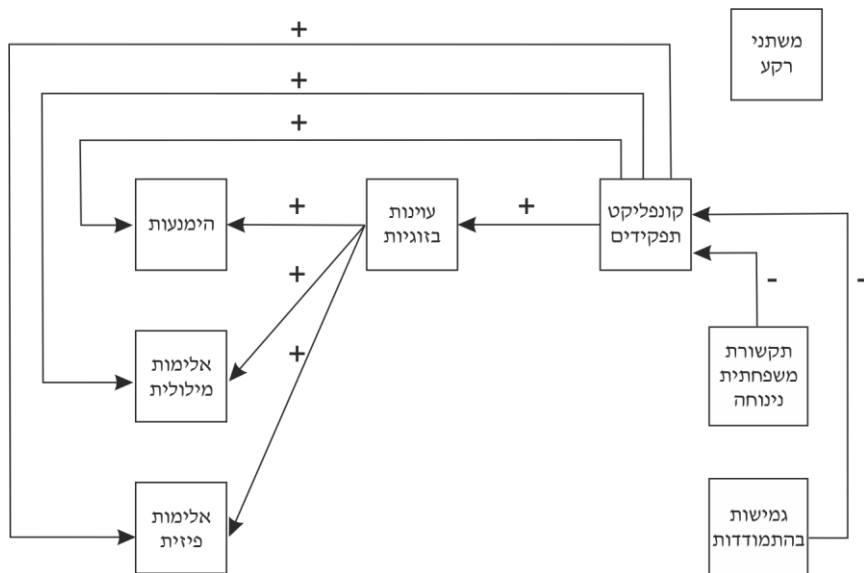 +
משתני
רקע
+
+
קונפליקט
תפקידים
+
עוינות
בזוגיות
+
הימנעות
+
+
-
-
תקשורת
משפחתית
נינוחה
אלימות
מילולית
גמישות
בהתמודדות
אלימות
פיזית